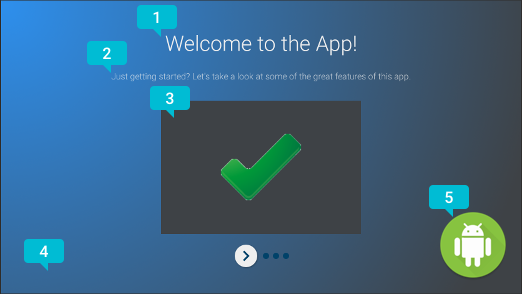 1
Welcome to the App!
2
Just getting started? Let's take a look at some of the great features of this app.
3
5
4